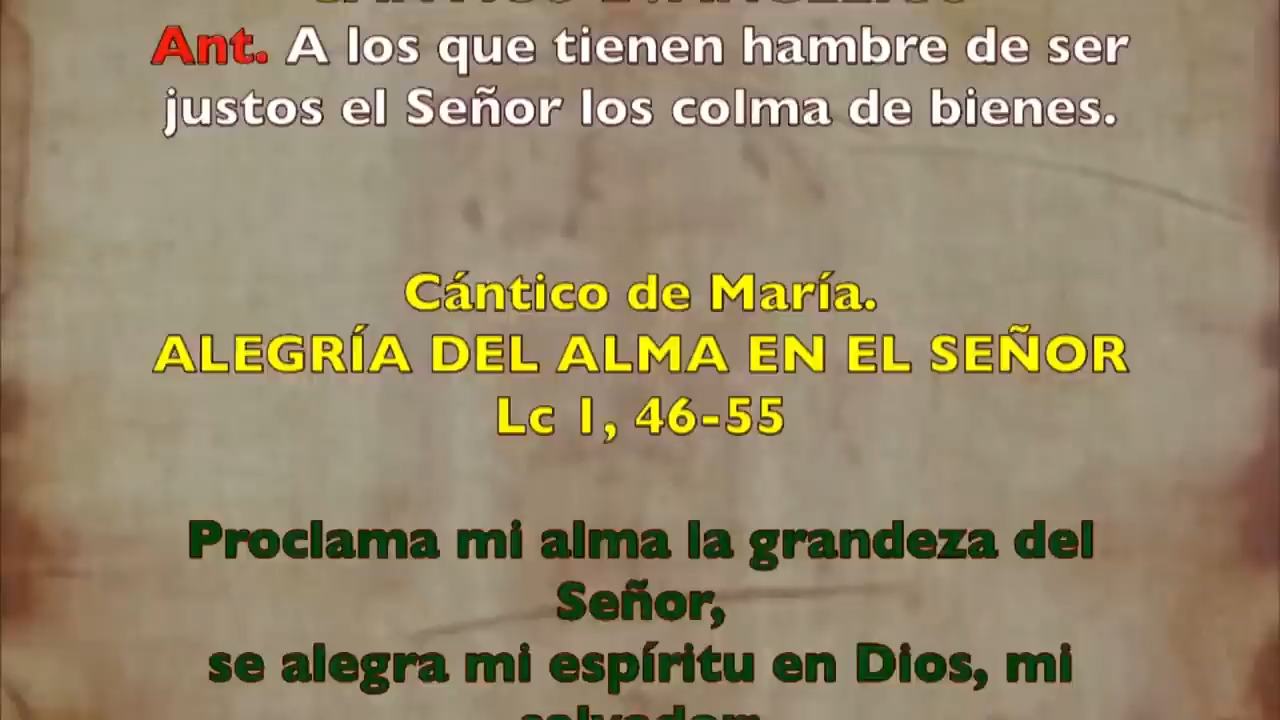 Ant. A los que tienen hambre de ser
justos el Señor los colma de bienes.
Cántico de María.
ALEGRÍA DEL ALMA EN EL SEÑOR
Lc 1, 46-55
Proclama mi alma la grandeza del
Señor,
se alegra mi espíritu en Dios, mi